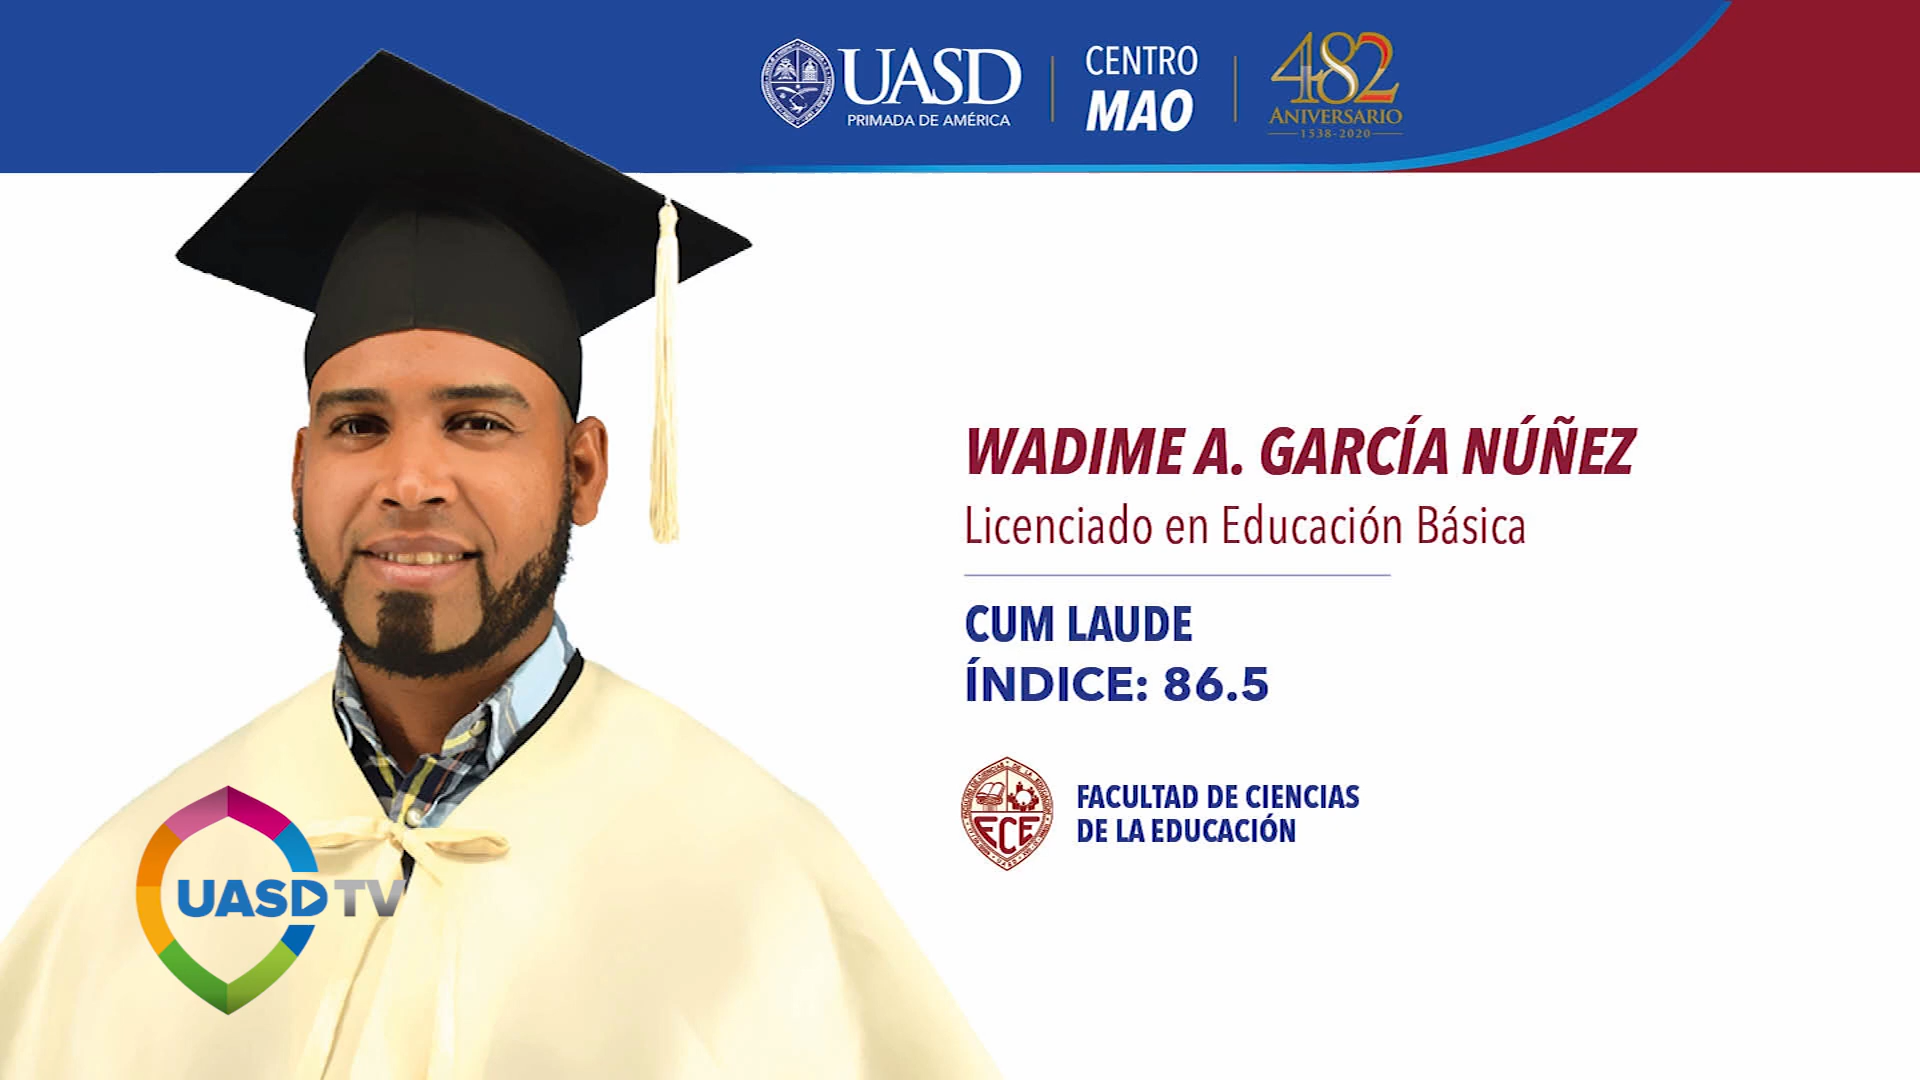 UASD
PRIMADA DE AMÉRICA
CENTRO
MAO
482
ANIVERSARIO
1538-2020
WADIME A. GARCÍA NÚÑEZ
Licenciado en Educación Básica
CUM LAUDE
ÍNDICE: 86.5
ECE
FACULTAD DE CIENCIAS
DE LA EDUCACIÓN
UASD TV